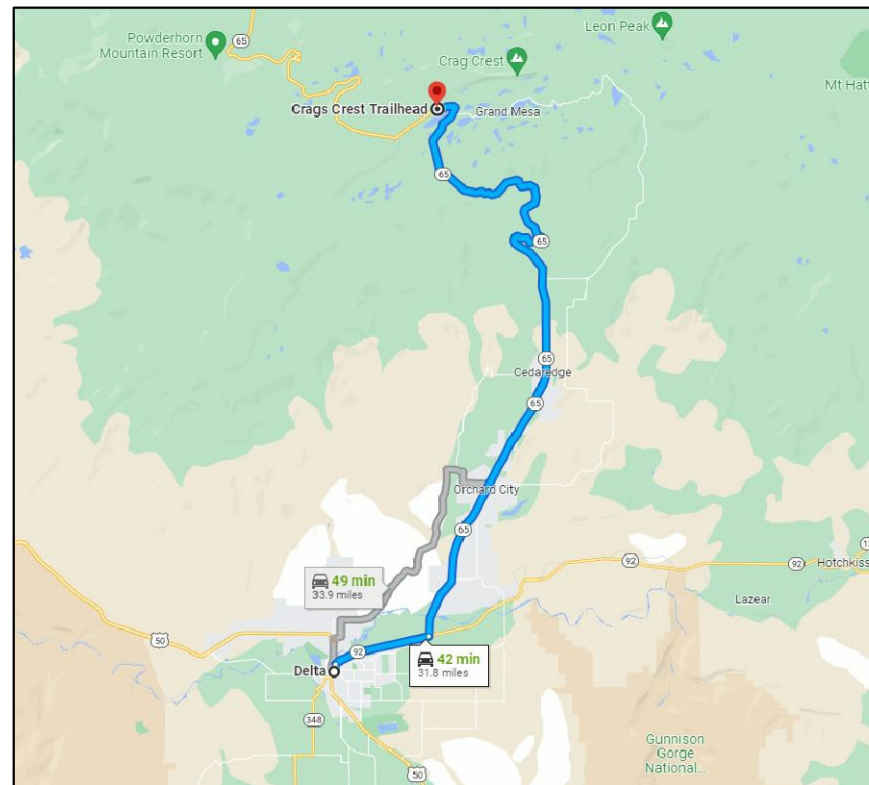 Leon Peak
Powderhorn
Mountain Resort
65
Crag Crest
Mt Hatt
Crags Crest Trailhead
Grand Mesa
65
65
65
Cedaredge
65
Orchard City
65
49 min
33.9 miles
92
92
Hotchkiss
Lazear
50
92
42 min
31.8 miles
Delta
348
50
Gunnison
Gorge
National...